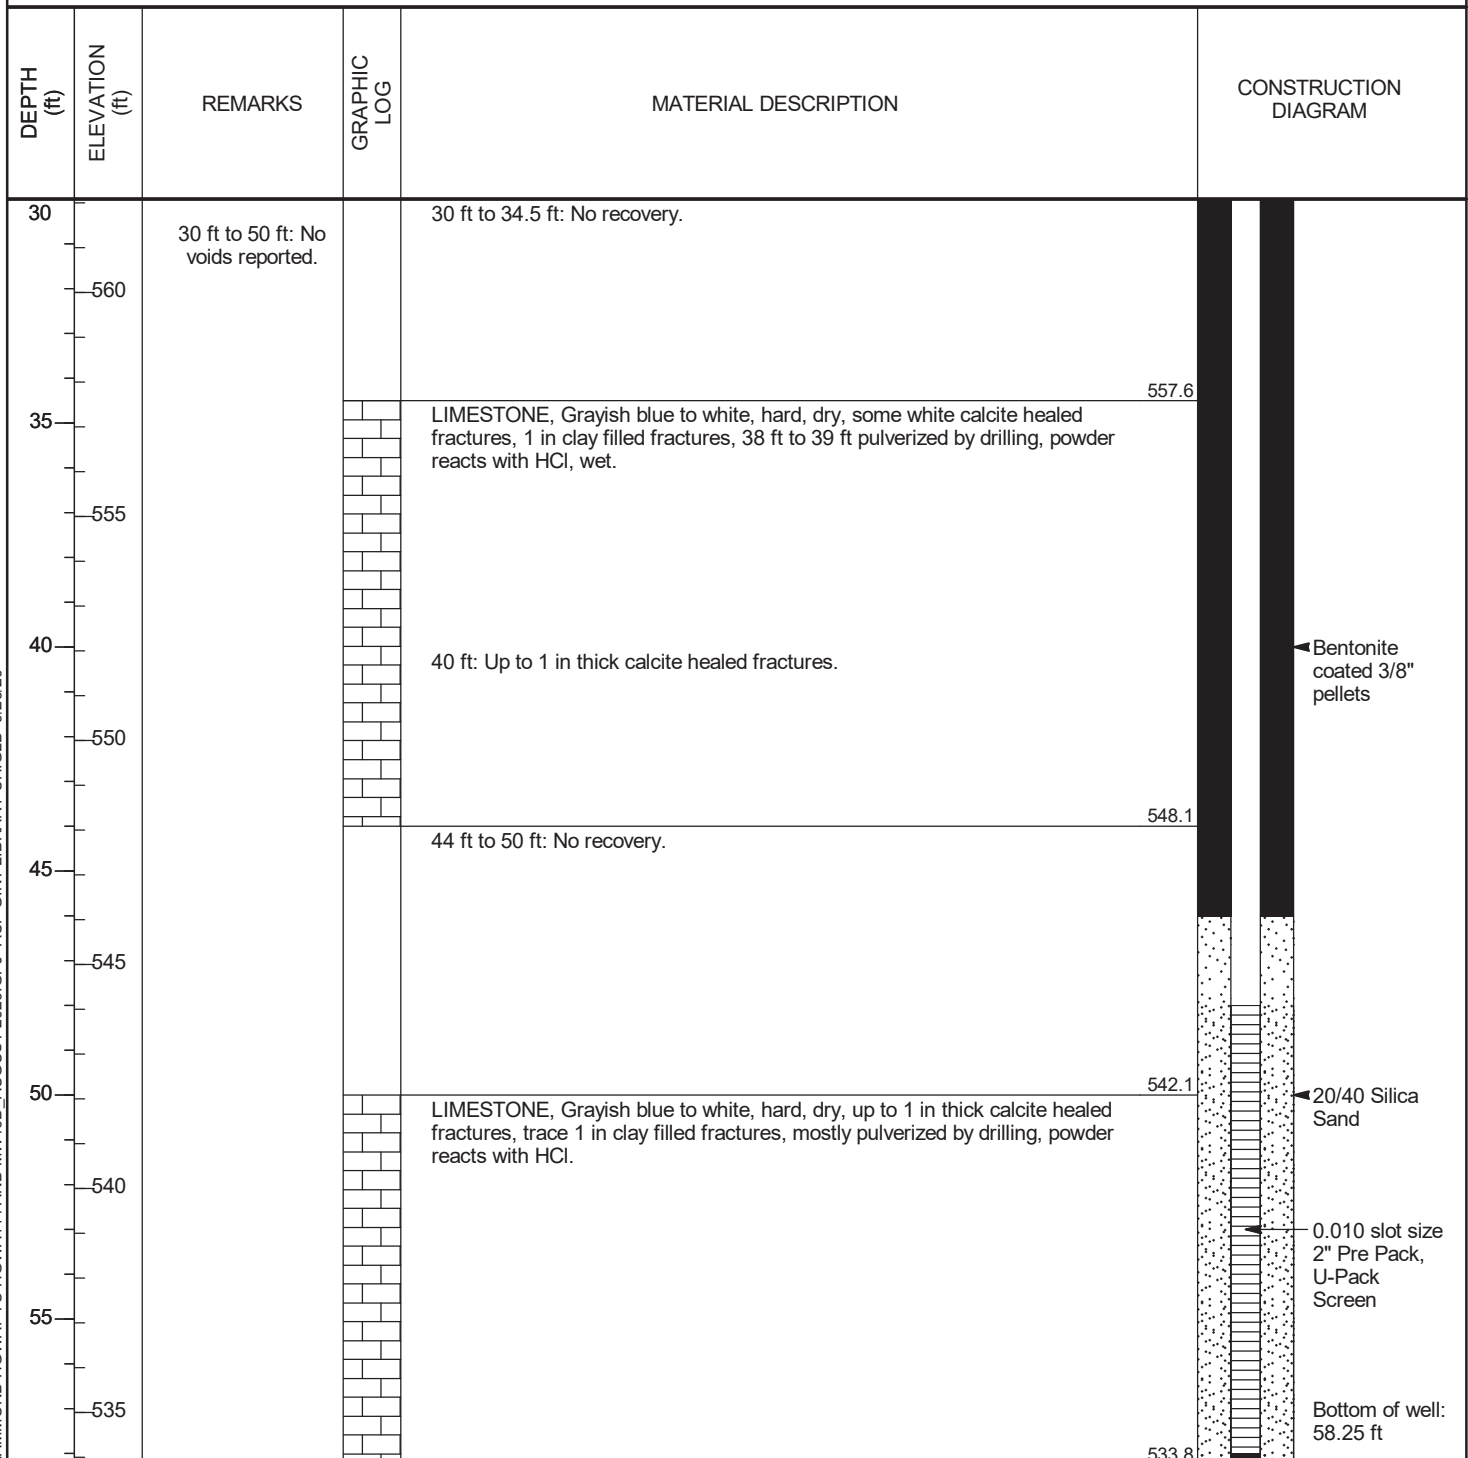 DEPTH
(ft)
ELEVATION
(ft)
REMARKS
GRAPHIC
LOG
MATERIAL DESCRIPTION
CONSTRUCTION
DIAGRAM
30
30 ft to 50 ft: No
voids reported.
30 ft to 34.5 ft: No recovery.
560
557.6
35
LIMESTONE, Grayish blue to white, hard, dry, some white calcite healed
fractures, 1 in clay filled fractures, 38 ft to 39 ft pulverized by drilling, powder
reacts with HCl, wet.
555
40
40 ft: Up to 1 in thick calcite healed fractures.
Bentonite
coated 3/8"
pellets
550
548.1
44 ft to 50 ft: No recovery.
45
545
542.1
50
LIMESTONE, Grayish blue to white, hard, dry, up to 1 in thick calcite healed
fractures, trace 1 in clay filled fractures, mostly pulverized by drilling, powder
reacts with HCl.
20/40 Silica
Sand
540
0.010 slot size
2" Pre Pack,
U-Pack
Screen
55
535
Bottom of well:
58.25 ft
533.8